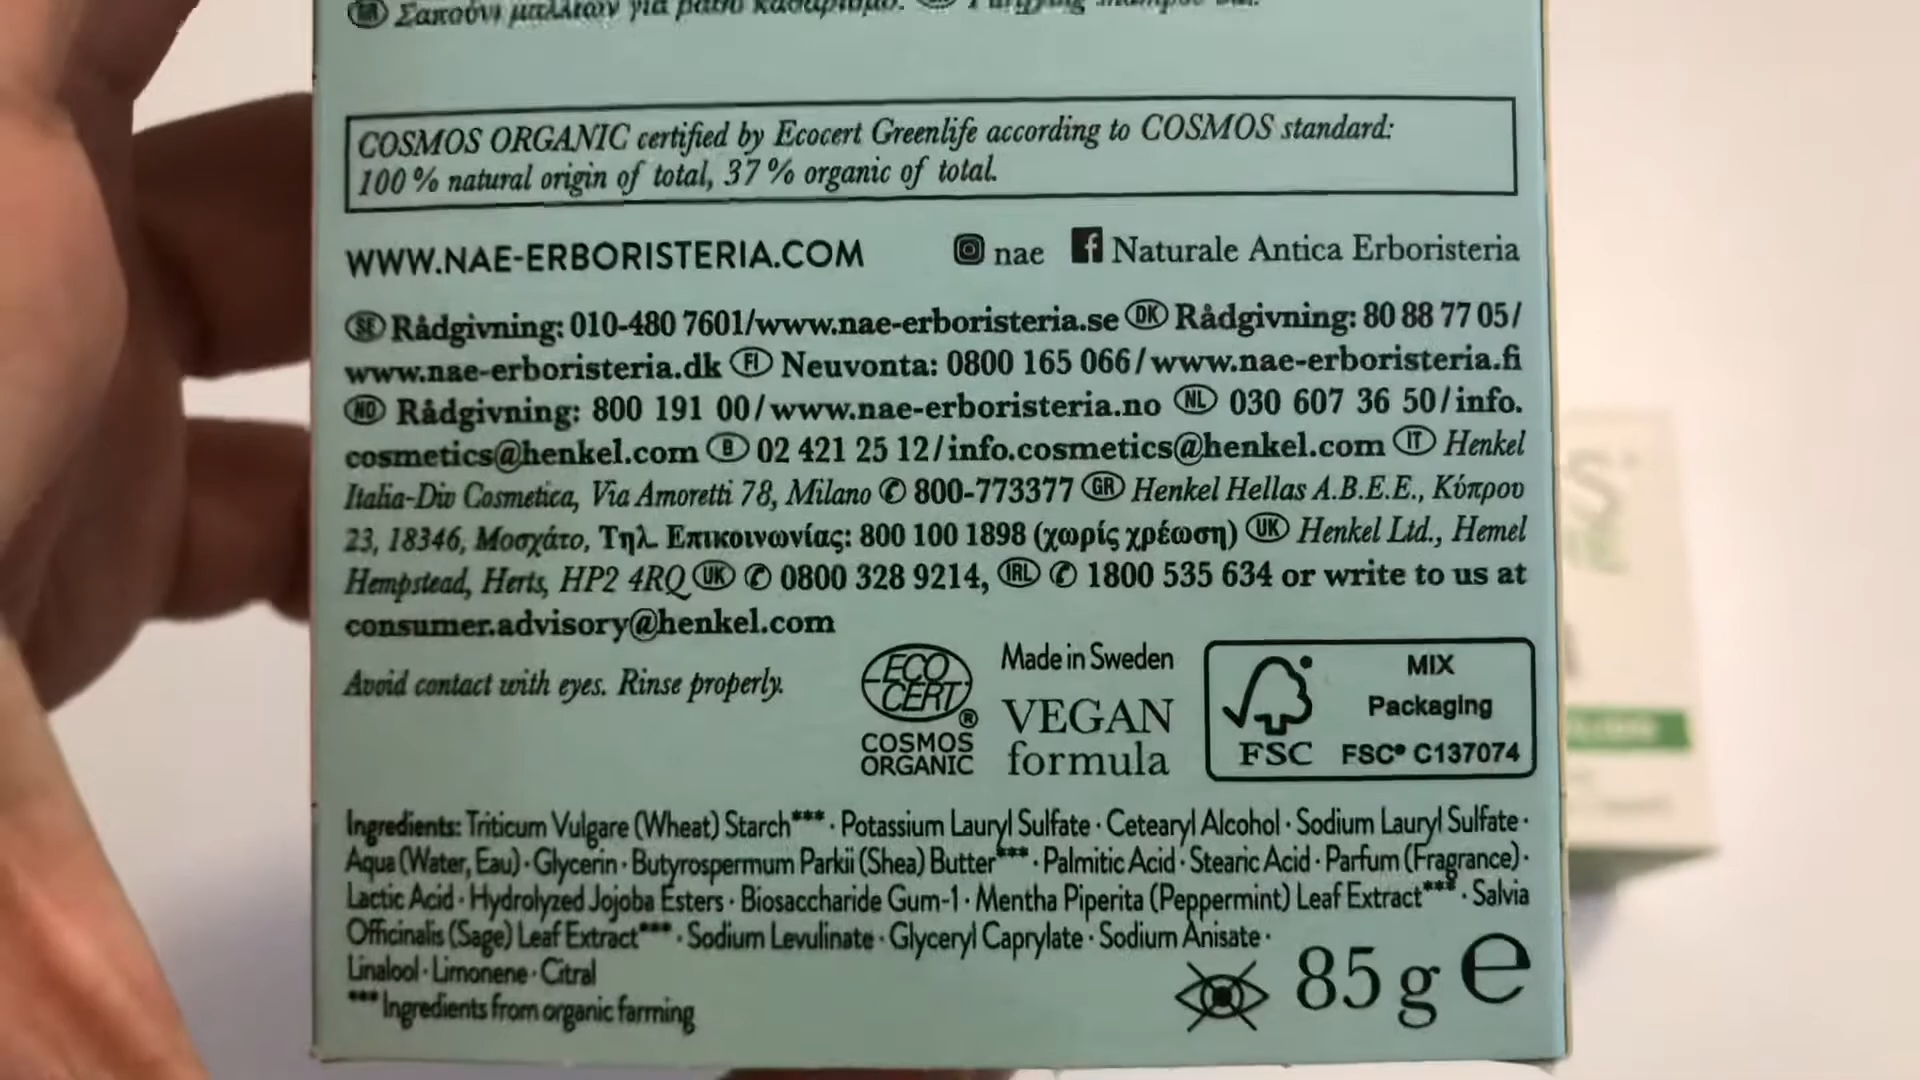 Σαπούνι μαλλιών για βαθύ καθαρισμό. Purifying shampoo bar.
COSMOS ORGANIC certified by Ecocert Greenlife according to COSMOS standard:
100 % natural origin of total, 37 % organic of total.
WWW.NAE-ERBORISTERIA.COM nae Naturale Antica Erboristeria
SE Rådgivning: 010-480 7601/www.nae-erboristeria.se DK Rådgivning: 80 88 77 05/
www.nae-erboristeria.dk FI Neuvonta: 0800 165 066/www.nae-erboristeria.fi
NO Rådgivning: 800 191 00/www.nae-erboristeria.no NL 030 607 36 50/info.
cosmetics@henkel.com B 02 421 25 12/info.cosmetics@henkel.com IT Henkel
Italia-Div Cosmetica, Via Amoretti 78, Milano ✆ 800-773377 GR Henkel Hellas A.B.E.E., Κύπρου
23, 18346, Μοσχάτο, Τηλ. Επικοινωνίας: 800 100 1898 (χωρίς χρέωση) UK Henkel Ltd., Hemel
Hempstead, Herts, HP2 4RQ UK ✆ 0800 328 9214, IRL ✆ 1800 535 634 or write to us at
consumer.advisory@henkel.com
Avoid contact with eyes. Rinse properly.
ECO
CERT®
COSMOS
ORGANIC
Made in Sweden
VEGAN
formula
FSC
MIX
Packaging
FSC® C137074
Ingredients: Triticum Vulgare (Wheat) Starch*** · Potassium Lauryl Sulfate · Cetearyl Alcohol · Sodium Lauryl Sulfate ·
Aqua (Water, Eau) · Glycerin · Butyrospermum Parkii (Shea) Butter*** · Palmitic Acid · Stearic Acid · Parfum (Fragrance) ·
Lactic Acid · Hydrolyzed Jojoba Esters · Biosaccharide Gum-1 · Mentha Piperita (Peppermint) Leaf Extract*** · Salvia
Officinalis (Sage) Leaf Extract*** · Sodium Levulinate · Glyceryl Caprylate · Sodium Anisate ·
Linalool · Limonene · Citral
*** Ingredients from organic farming
85 g e